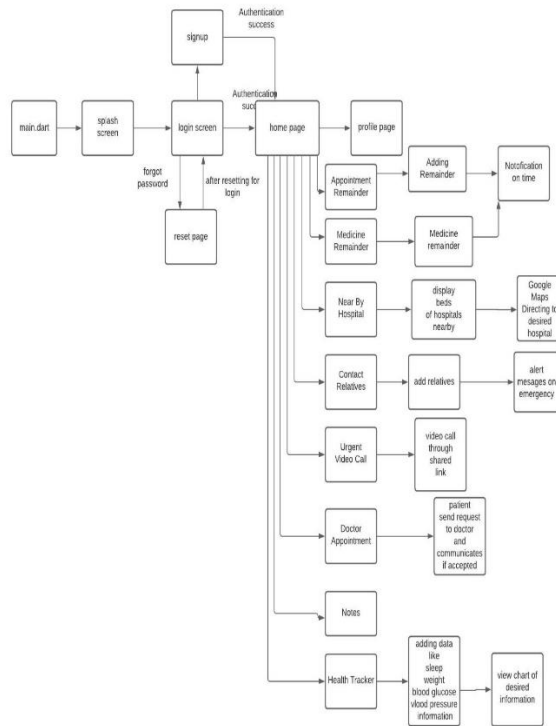 Authentication
success
signup
Authentication
succ
main.dart
splash
screen
login screen
home page
profile page
forgot
password
after resetting for
login
reset page
Appointment
Remainder
Adding
Remainder
Notofication
on time
Medicine
Remainder
Medicine
remainder
Near By
Hospital
display
beds
of hospitals
nearby
Google
Maps
Directing to
desired
hospital
Contact
Relatives
add relatives
alert
mesages on
emergency
Urgent
Video Call
video call
through
shared
link
Doctor
Appointment
patient
send request
to doctor
and
communicates
if accepted
Notes
Health Tracker
adding data
like
sleep
weight
blood glucose
vlood pressure
information
view chart of
desired
information